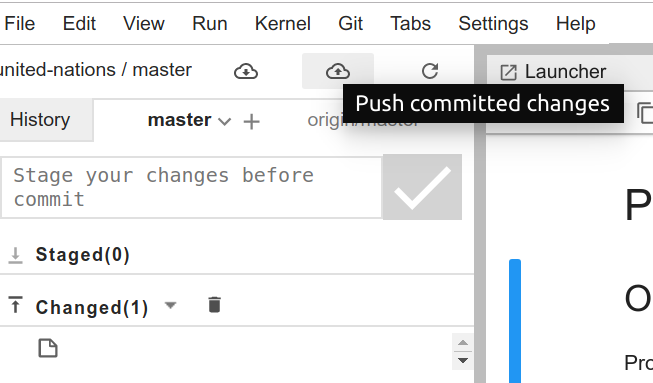 File Edit View Run Kernel Git Tabs Settings Help
united-nations / master
Launcher
Push committed changes
History master origin/master
Stage your changes before
commit
Staged(0)
Changed(1)
P
O
Pro